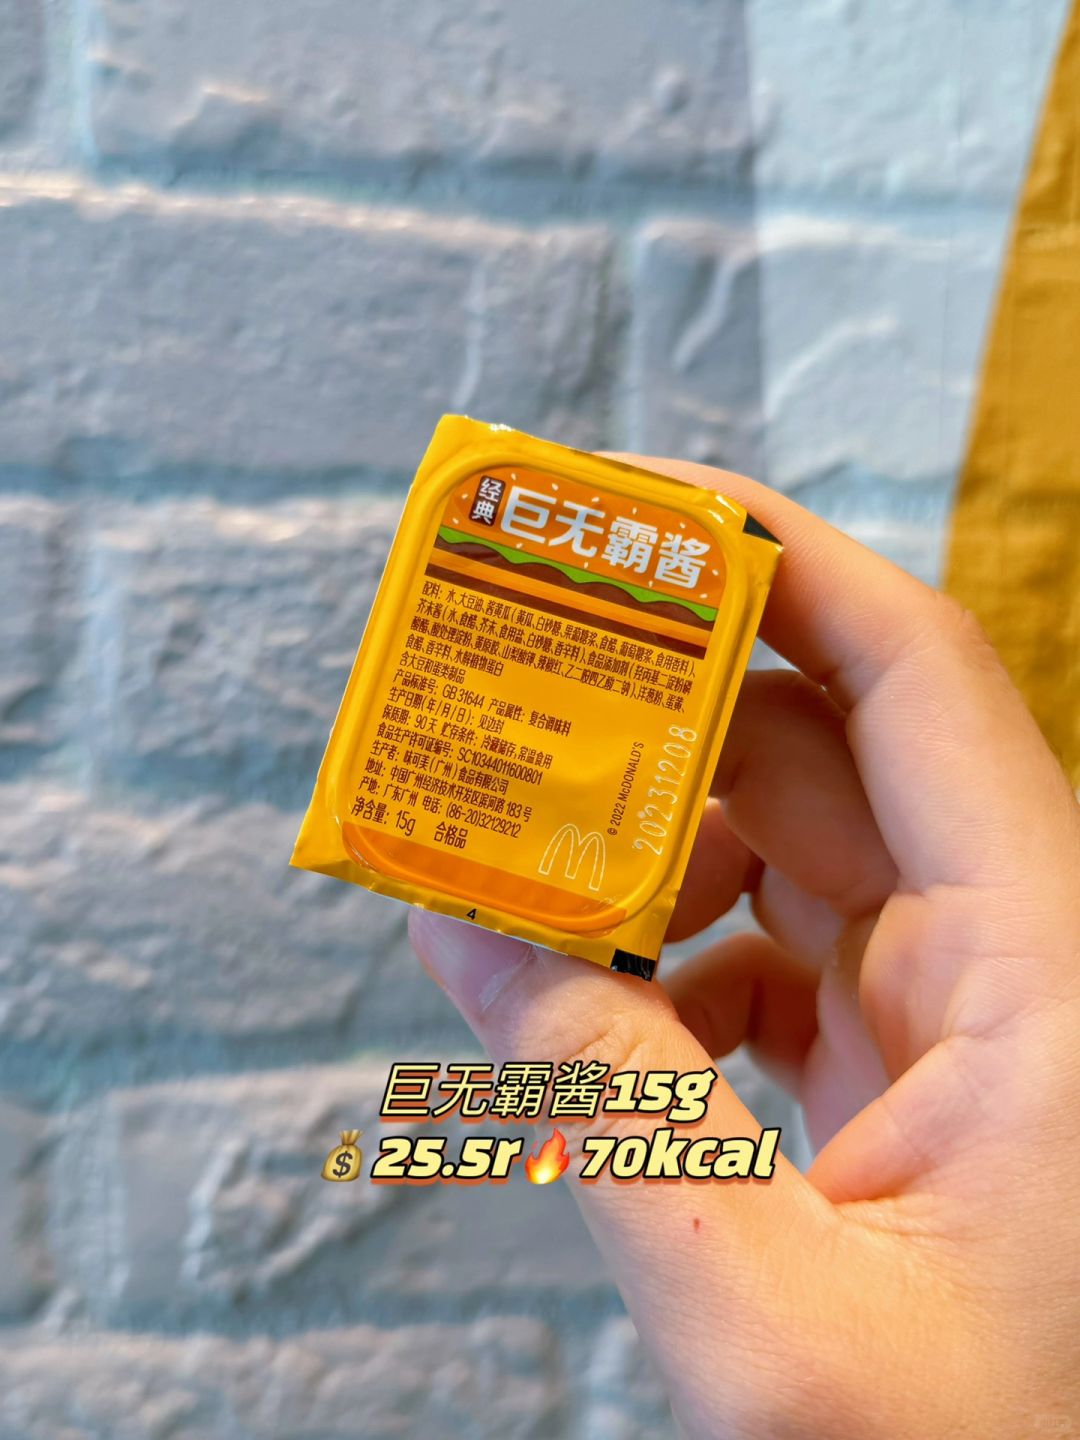 经典
巨无霸酱
配料：水、大豆油、酱黄瓜（黄瓜、白砂糖、果葡糖浆、食醋、葡萄糖浆、食用香料）、
芥末酱（水、食醋、芥末、食用盐、白砂糖、香辛料）、食品添加剂（羟丙基二淀粉磷
酸酯、酸处理淀粉、黄原胶、山梨酸钾、辣椒红、乙二胺四乙酸二钠）、洋葱粉、蛋黄、
食醋、香辛料、水解植物蛋白
含大豆和蛋类制品
产品标准号：GB 31644 产品属性：复合调味料
生产日期（年/月/日）：见边封
保质期：90天 贮存条件：冷藏储存，常温食用
食品生产许可证编号：SC10344011600801
生产者：味可美（广州）食品有限公司
地址：中国广州经济技术开发区滨河路183号
产地：广东广州 电话：(86-20)32129212
净含量：15g 合格品
© 2022 McDONALD'S
20231208
4
巨无霸酱15g
25.5r🔥70kcal